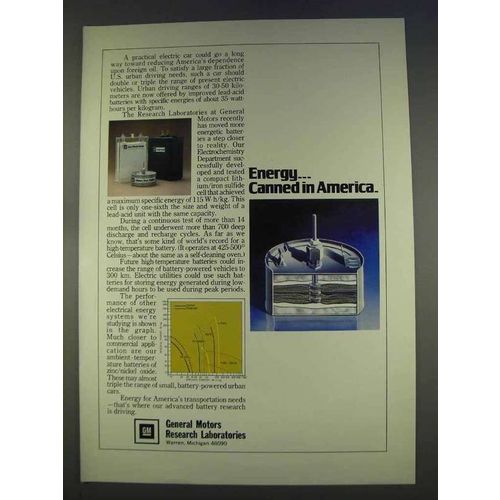 A practical electric car could go a long
way toward reducing America's dependence
upon foreign oil. To satisfy a large fraction of
U.S. urban driving needs, such a car should
double or triple the range of present electric
vehicles. Urban driving ranges of 30-50 kilo-
meters are now offered by improved lead-acid
batteries with specific energies of about 35 watt-
hours per kilogram.
The Research Laboratories at General
Motors recently
has moved more
energetic batter-
ies a step closer
to reality. Our
Electrochemistry
Department suc-
cessfully devel-
oped and tested
a compact lith-
ium/iron sulfide
cell that achieved
a maximum specific energy of 115 W·h/kg. This
cell is only one-sixth the size and weight of a
lead-acid unit with the same capacity.
During a continuous test of more than 14
months, the cell underwent more than 700 deep
discharge and recharge cycles. As far as we
know, that's some kind of world's record for a
high-temperature battery. (It operates at 425-500°
Celsius—about the same as a self-cleaning oven.)
Future high-temperature batteries could in-
crease the range of battery-powered vehicles to
300 km. Electric utilities could use such bat-
teries for storing energy generated during low-
demand hours to be used during peak periods.
The perfor-
mance of other
electrical energy
systems we're
studying is shown
in the graph.
Much closer to
commercial appli-
cation are our
ambient-temper-
ature batteries of
zinc/nickel oxide.
These may almost
triple the range of small, battery-powered urban
cars.
Energy for America's transportation needs
—that's where our advanced battery research
is driving.
Energy...
Canned in America.
GM
General Motors
Research Laboratories
Warren, Michigan 48090